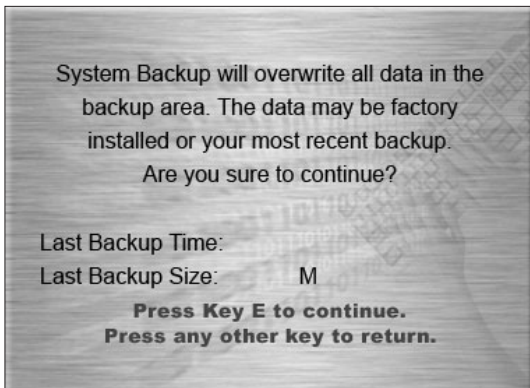 System Backup will overwrite all data in the
backup area. The data may be factory
installed or your most recent backup.
Are you sure to continue?
Last Backup Time:
Last Backup Size: M
Press Key E to continue.
Press any other key to return.